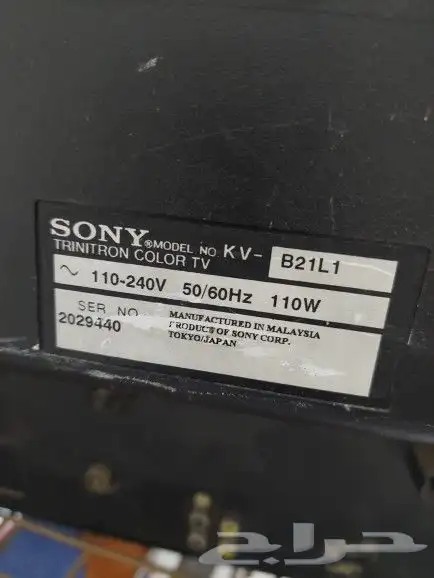 SONY
® MODEL NO. KV- B21L1
TRINITRON COLOR TV
~ 110-240V 50/60Hz 110W
SER NO
2029440
MANUFACTURED IN MALAYSIA
PRODUCT OF SONY CORP.
TOKYO/JAPAN
حراج